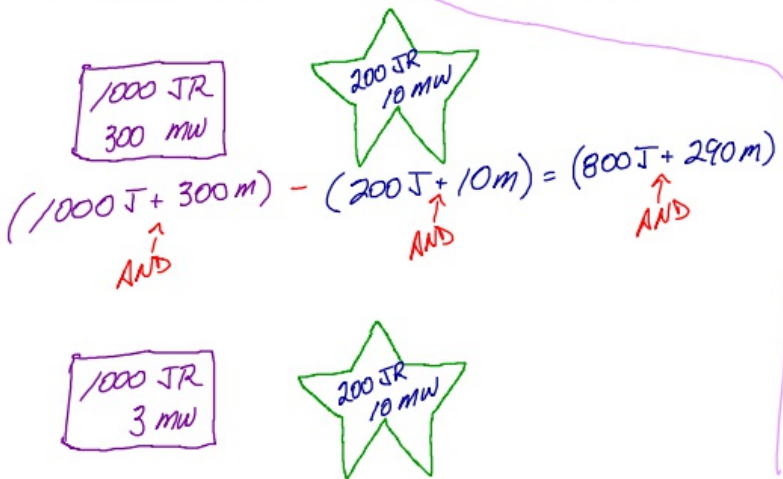 1000 JR
300 mw
200 JR
10 mw
(1000 J + 300 m) - (200 J + 10 m) = (800 J + 290 m)
AND AND AND
1000 JR
3 mw
200 JR
10 mw